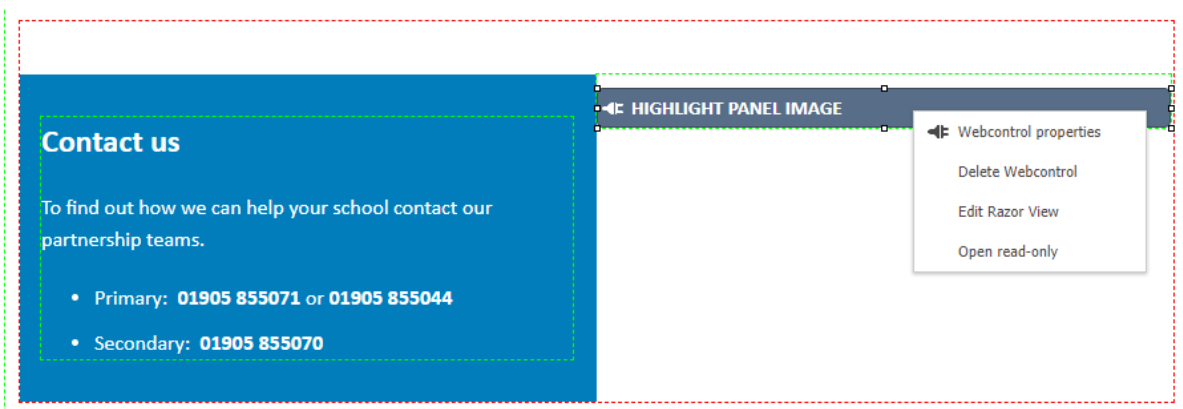 HIGHLIGHT PANEL IMAGE
Webcontrol properties
Delete Webcontrol
Edit Razor View
Open read-only
Contact us
To find out how we can help your school contact our
partnership teams.
• Primary: 01905 855071 or 01905 855044
• Secondary: 01905 855070